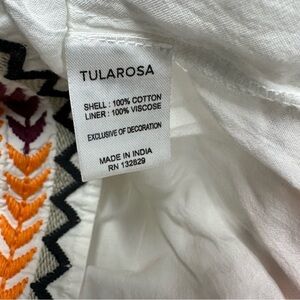 TULAROSA
SHELL : 100% COTTON
LINER : 100% VISCOSE
EXCLUSIVE OF DECORATION
MADE IN INDIA
RN 132829